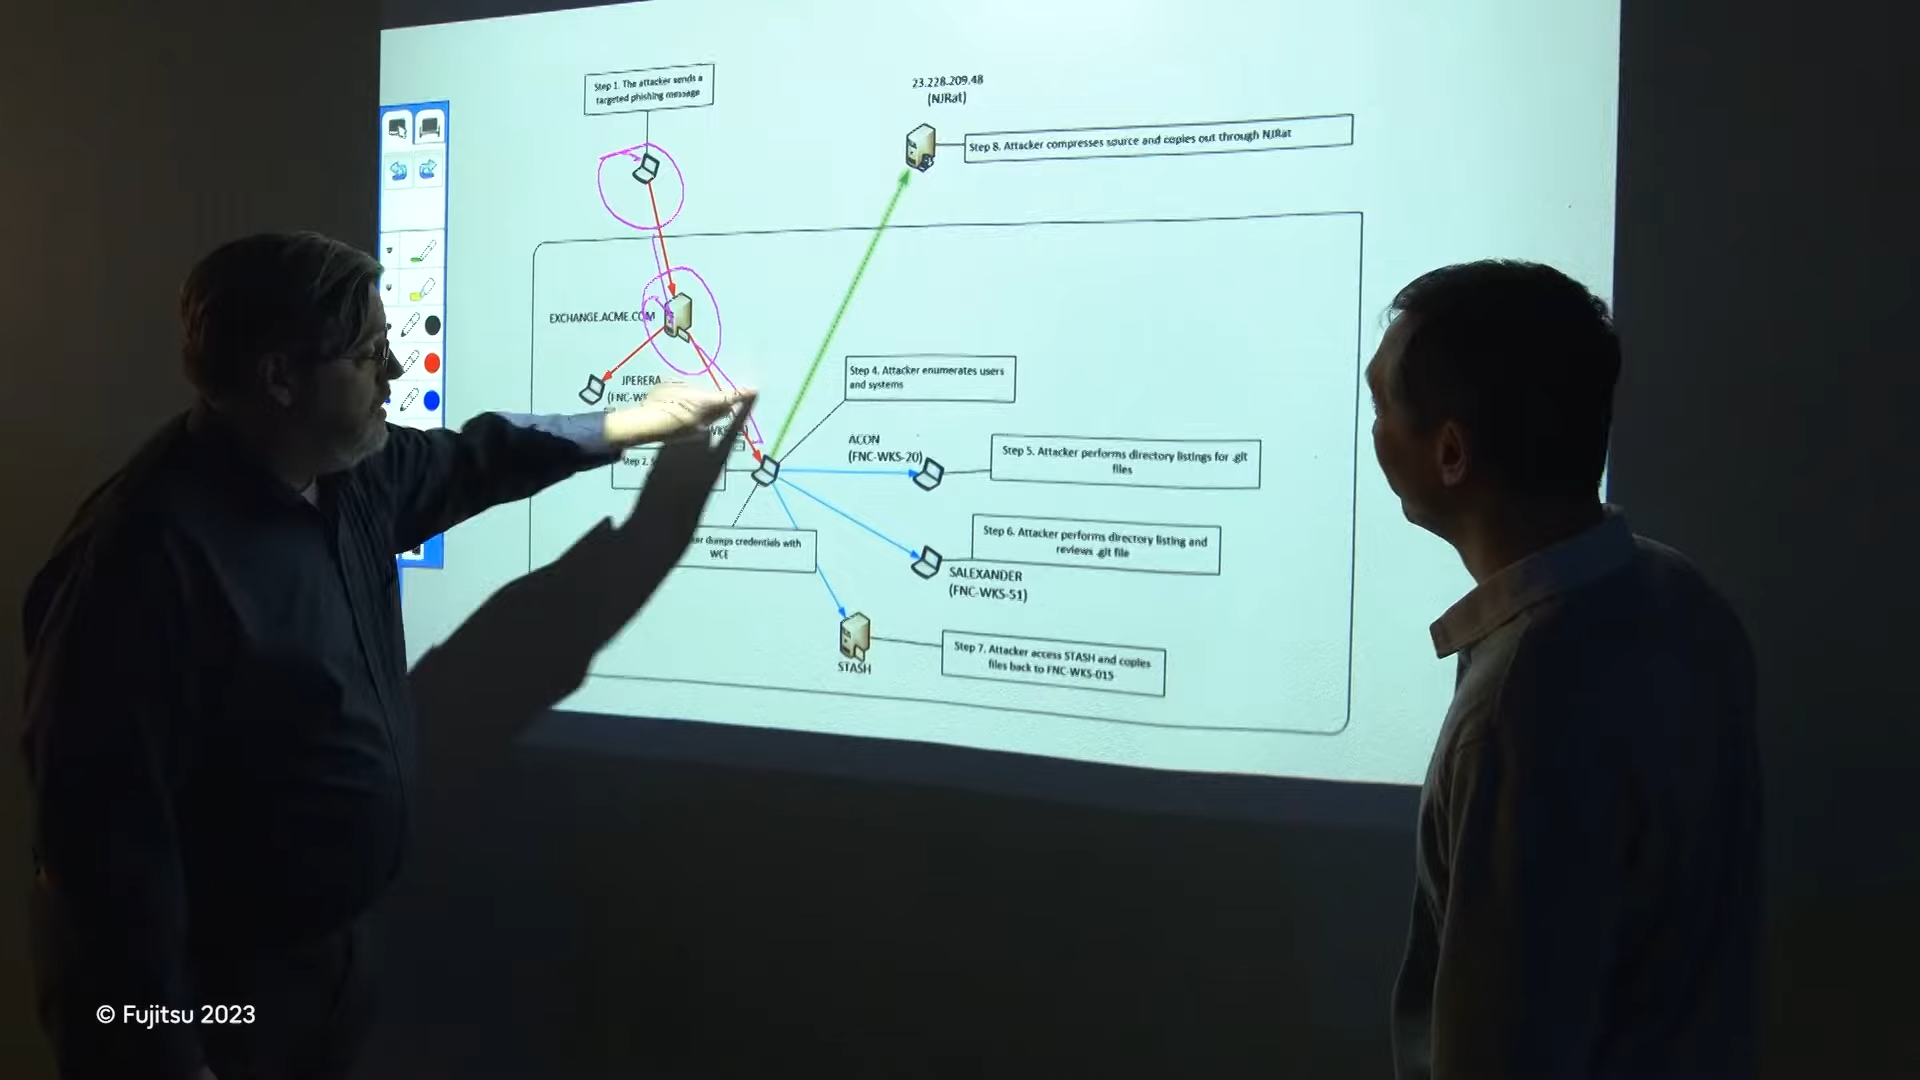 Step 1. The attacker sends a
targeted phishing message
23.228.209.48
(NJRat)
Step 8. Attacker compresses source and copies out through NJRat
EXCHANGE.ACME.COM
JPERERA
Step 4. Attacker enumerates users
and systems
ACON
(FNC-WKS-20)
Step 5. Attacker performs directory listings for .git
files
Step 2.
dumps credentials with
WCE
Step 6. Attacker performs directory listing and
reviews .git file
SALEXANDER
(FNC-WKS-51)
STASH
Step 7. Attacker access STASH and copies
files back to FNC-WKS-015
© Fujitsu 2023